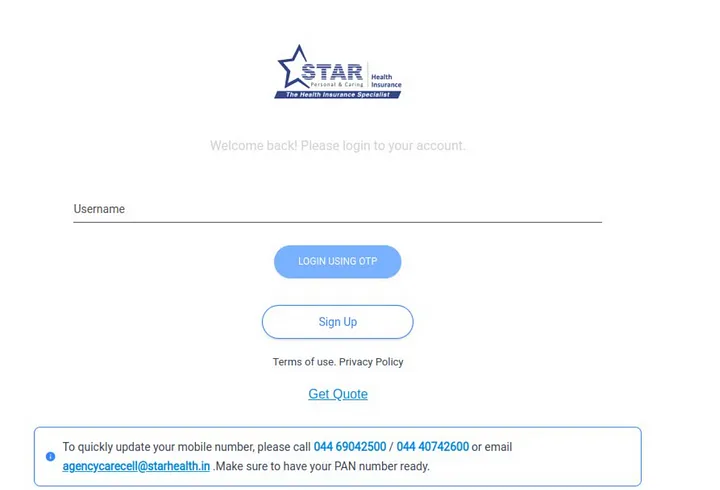 STAR
Health
Insurance
Personal & Caring
The Health Insurance Specialist
Welcome back! Please login to your account.
Username
LOGIN USING OTP
Sign Up
Terms of use. Privacy Policy
Get Quote
To quickly update your mobile number, please call 044 69042500 / 044 40742600 or email
agencycarecell@starhealth.in .Make sure to have your PAN number ready.